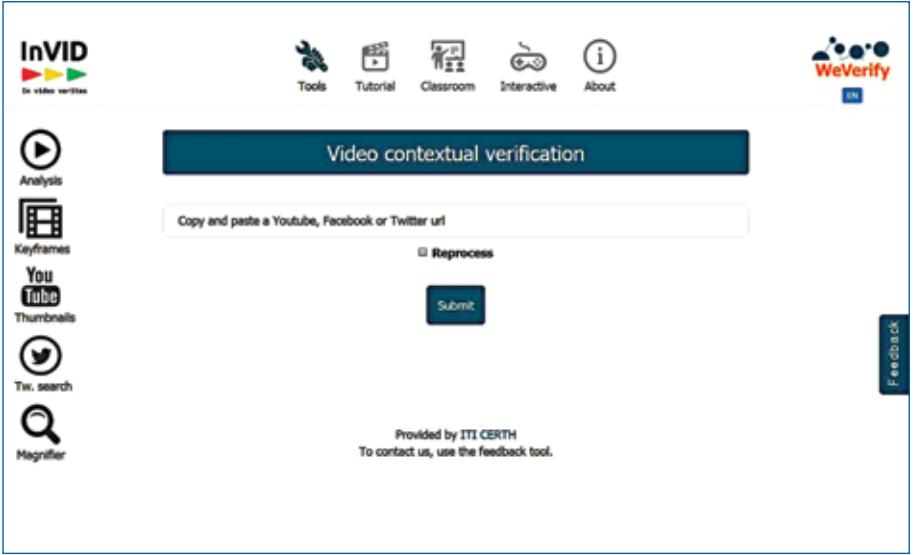 InVID
In video veritas
Tools
Tutorial
Classroom
Interactive
About
WeVerify
EN
Analysis
Keyframes
You
Tube
Thumbnails
Tw. search
Magnifier
Video contextual verification
Copy and paste a Youtube, Facebook or Twitter url
Reprocess
Submit
Feedback
Provided by ITI CERTH
To contact us, use the feedback tool.